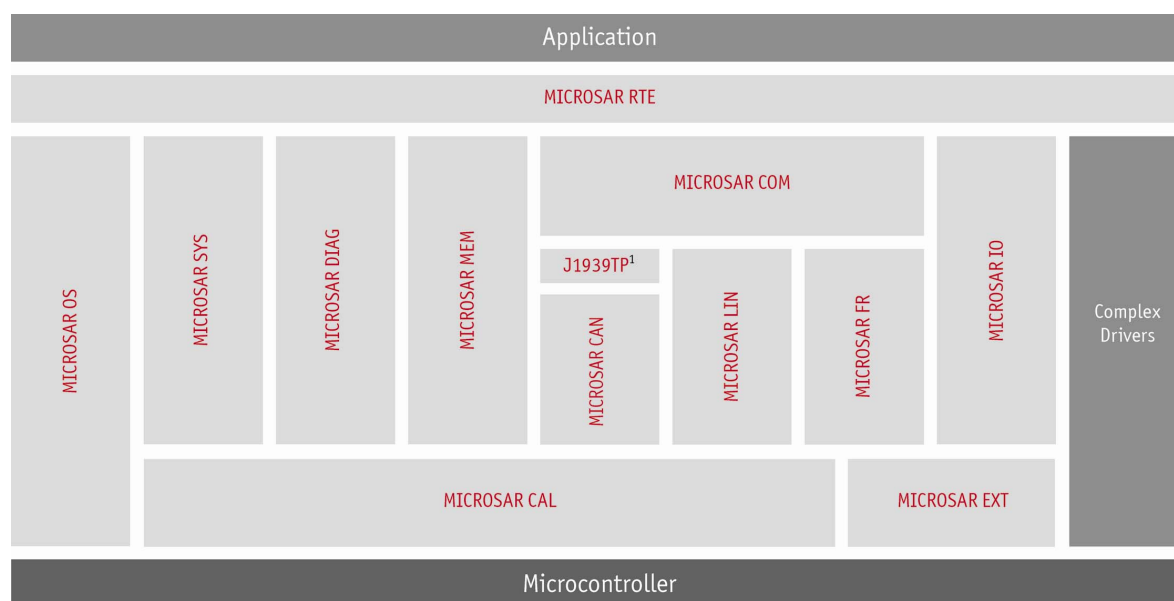 Application
MICROSAR RTE
MICROSAR OS
MICROSAR SYS
MICROSAR DIAG
MICROSAR MEM
MICROSAR COM
J1939TP¹
MICROSAR CAN
MICROSAR LIN
MICROSAR FR
MICROSAR IO
Complex
Drivers
MICROSAR CAL
MICROSAR EXT
Microcontroller